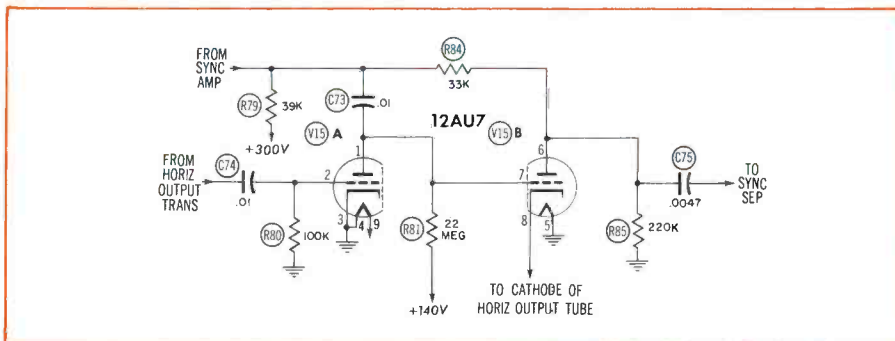 FROM
SYNC
AMP
R84
33K
R79
39K
+300V
C73
.01
12AU7
V15 A
V15 B
1
6
FROM
HORIZ
OUTPUT
TRANS
C74
.01
2
7
C75
.0047
TO
SYNC
SEP
R80
100K
3
4
9
R81
22
MEG
8
5
R85
220K
+140V
TO CATHODE OF
HORIZ OUTPUT TUBE